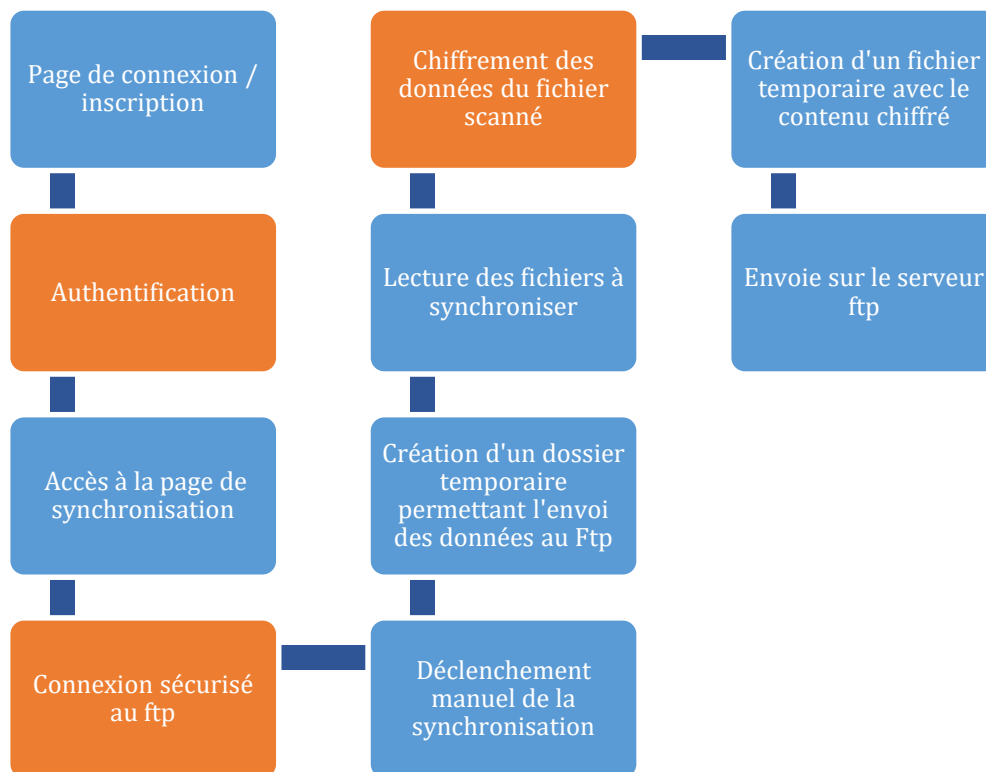 Page de connexion /
inscription
Authentification
Accès à la page de
synchronisation
Connexion sécurisé
au ftp
Déclenchement
manuel de la
synchronisation
Création d'un dossier
temporaire
permettant l'envoi
des données au Ftp
Lecture des fichiers à
synchroniser
Chiffrement des
données du fichier
scanné
Création d'un fichier
temporaire avec le
contenu chiffré
Envoie sur le serveur
ftp